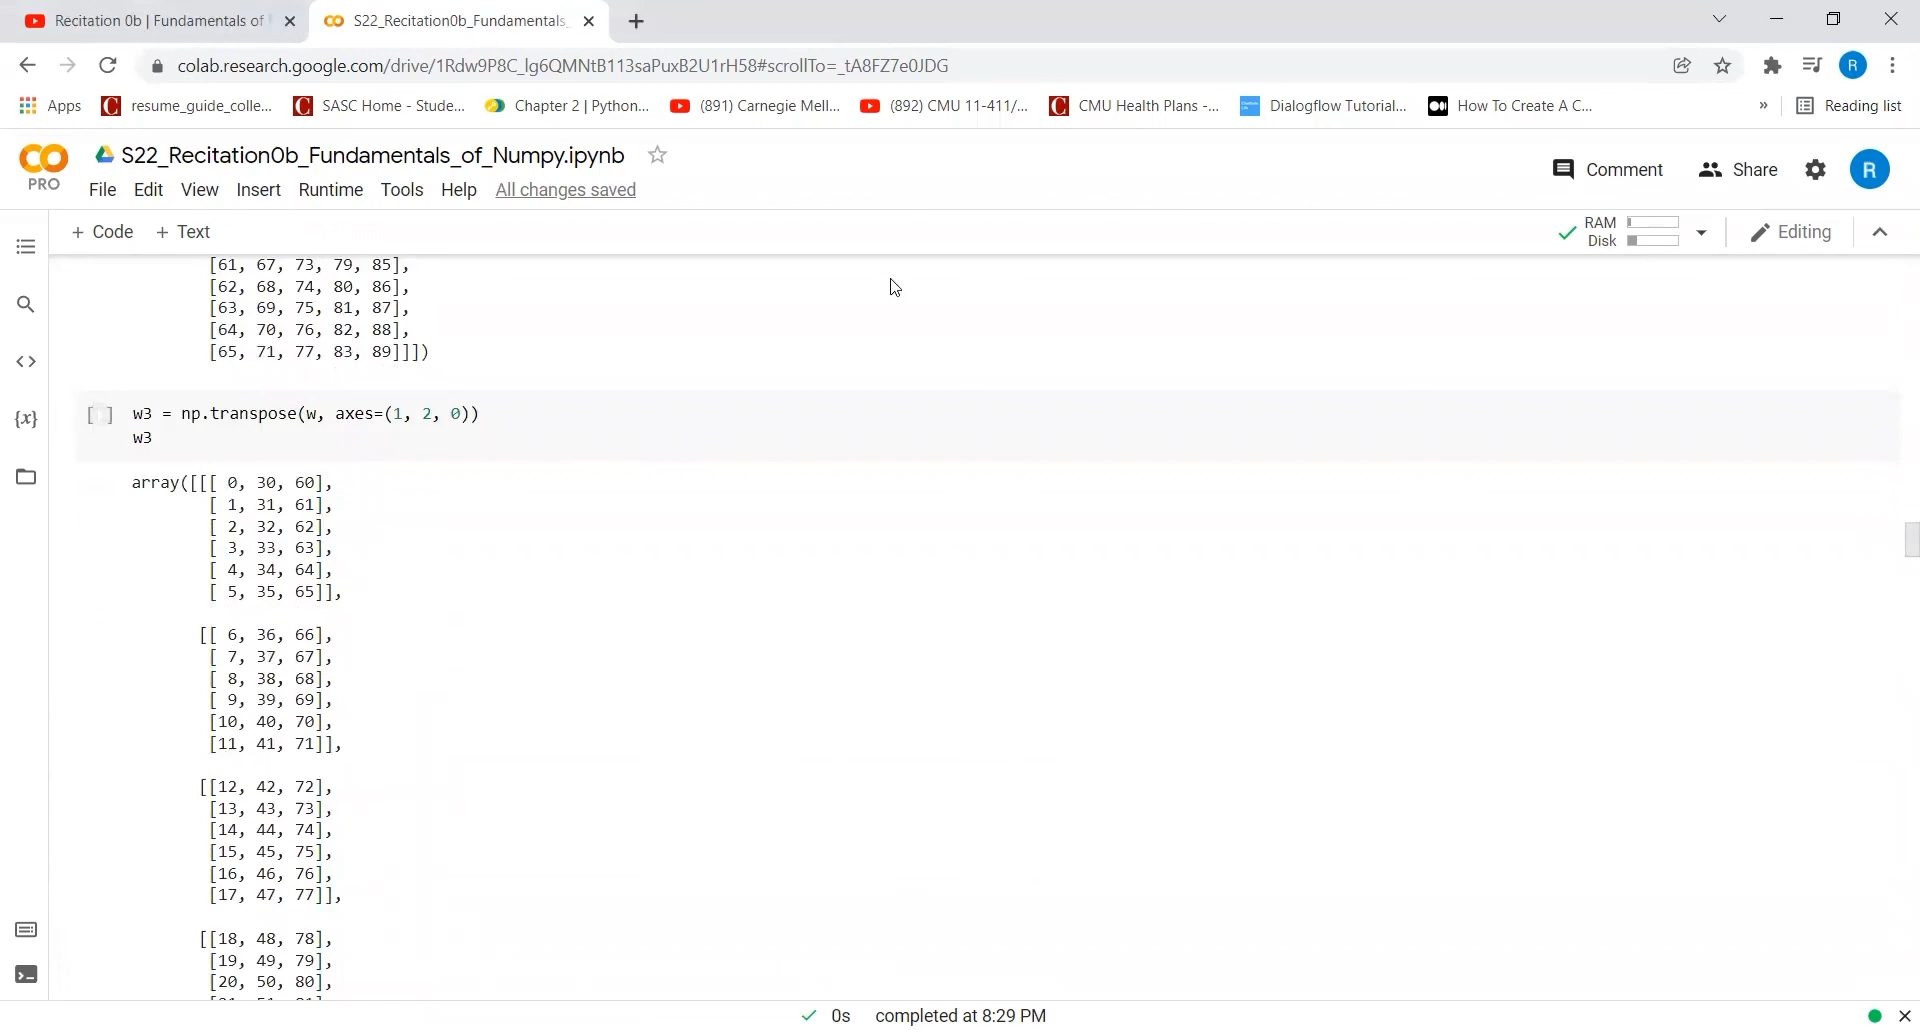 Recitation 0b | Fundamentals of
S22_Recitation0b_Fundamentals_
colab.research.google.com/drive/1Rdw9P8C_lg6QMNtB113saPuxB2U1rH58#scrollTo=_tA8FZ7e0JDG
R
Apps
resume_guide_colle...
SASC Home - Stude...
Chapter 2 | Python...
(891) Carnegie Mell...
(892) CMU 11-411/...
CMU Health Plans -...
Dialogflow Tutorial...
How To Create A C...
»
Reading list
PRO
S22_Recitation0b_Fundamentals_of_Numpy.ipynb
File Edit View Insert Runtime Tools Help All changes saved
Comment
Share
R
+ Code + Text
RAM
Disk
Editing
[61, 67, 73, 79, 85],
[62, 68, 74, 80, 86],
[63, 69, 75, 81, 87],
[64, 70, 76, 82, 88],
[65, 71, 77, 83, 89]]])
[ ] w3 = np.transpose(w, axes=(1, 2, 0))
w3
array([[[ 0, 30, 60],
[ 1, 31, 61],
[ 2, 32, 62],
[ 3, 33, 63],
[ 4, 34, 64],
[ 5, 35, 65]],
[[ 6, 36, 66],
[ 7, 37, 67],
[ 8, 38, 68],
[ 9, 39, 69],
[10, 40, 70],
[11, 41, 71]],
[[12, 42, 72],
[13, 43, 73],
[14, 44, 74],
[15, 45, 75],
[16, 46, 76],
[17, 47, 77]],
[[18, 48, 78],
[19, 49, 79],
[20, 50, 80],
0s completed at 8:29 PM